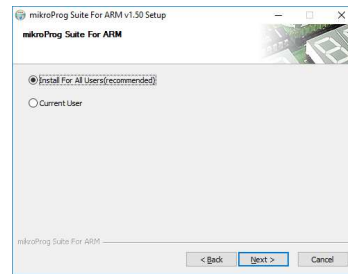 mikroProg Suite For ARM v1.50 Setup
mikroProg Suite For ARM
Install For All Users(recommended)
Current User
mikroProg Suite For ARM
< Back Next > Cancel